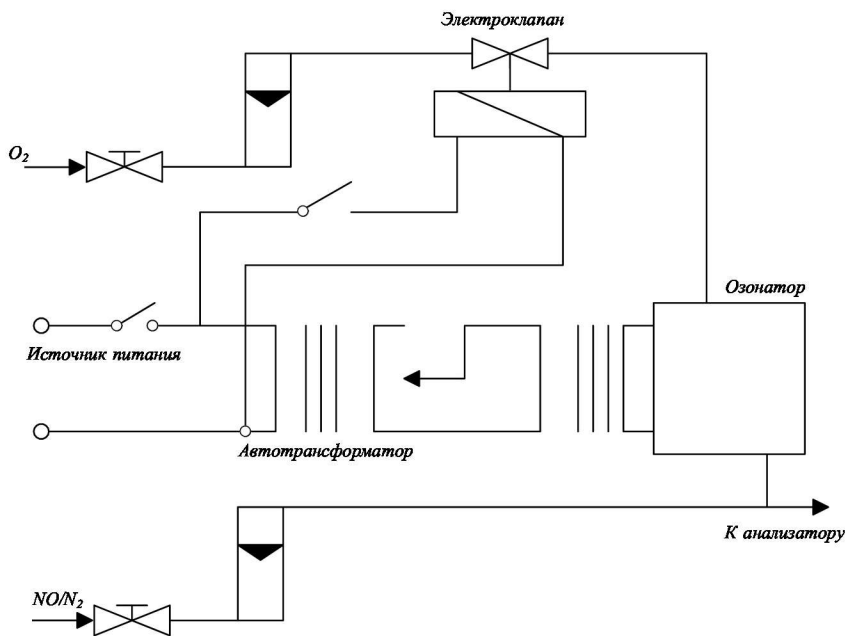 Электроклапан
O₂
Озонатор
Источник питания
Автотрансформатор
К анализатору
NO/N₂